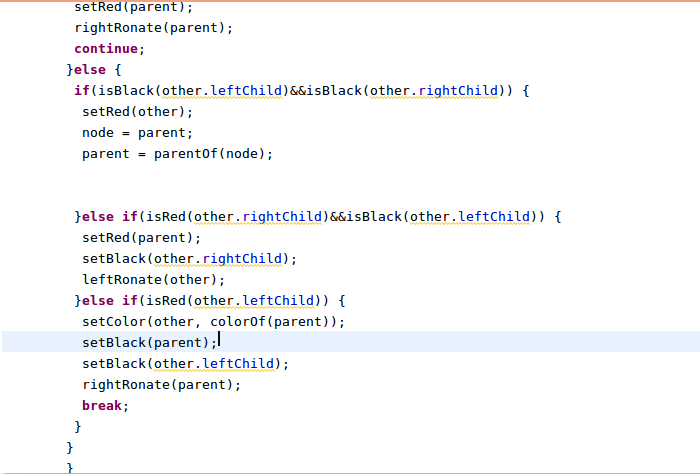 setRed(parent);
rightRonate(parent);
continue;
}else {
if(isBlack(other.leftChild)&&isBlack(other.rightChild)) {
setRed(other);
node = parent;
parent = parentOf(node);
}else if(isRed(other.rightChild)&&isBlack(other.leftChild)) {
setRed(parent);
setBlack(other.rightChild);
leftRonate(other);
}else if(isRed(other.leftChild)) {
setColor(other, colorOf(parent));
setBlack(parent);
setBlack(other.leftChild);
rightRonate(parent);
break;
}
}
}